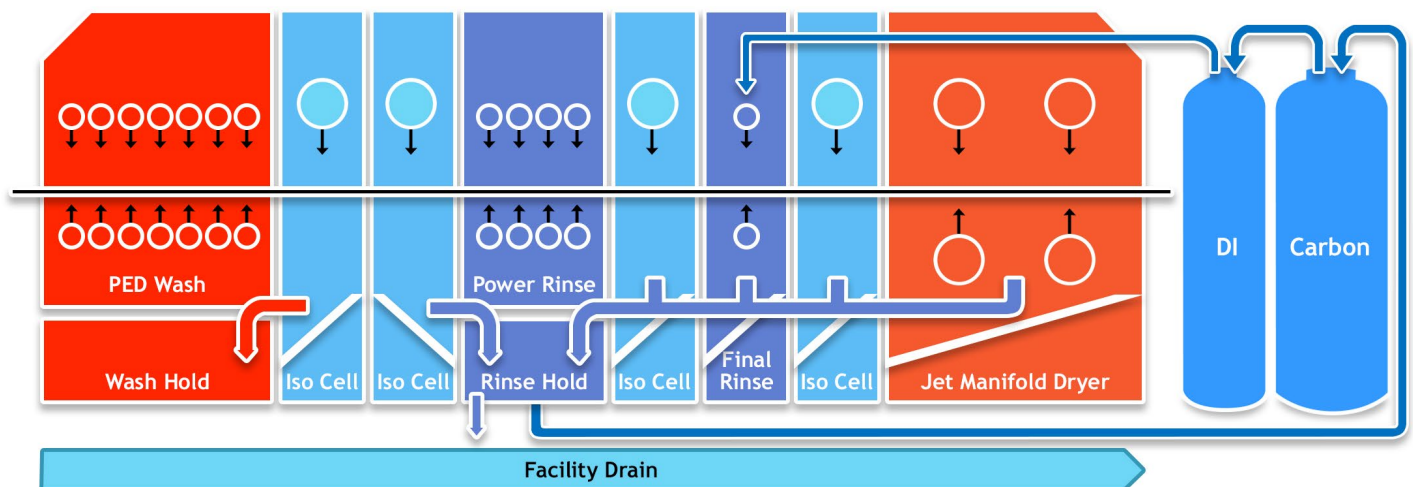 PED Wash
Power Rinse
DI
Carbon
Wash Hold
Iso Cell
Iso Cell
Rinse Hold
Iso Cell
Final
Rinse
Iso Cell
Jet Manifold Dryer
Facility Drain